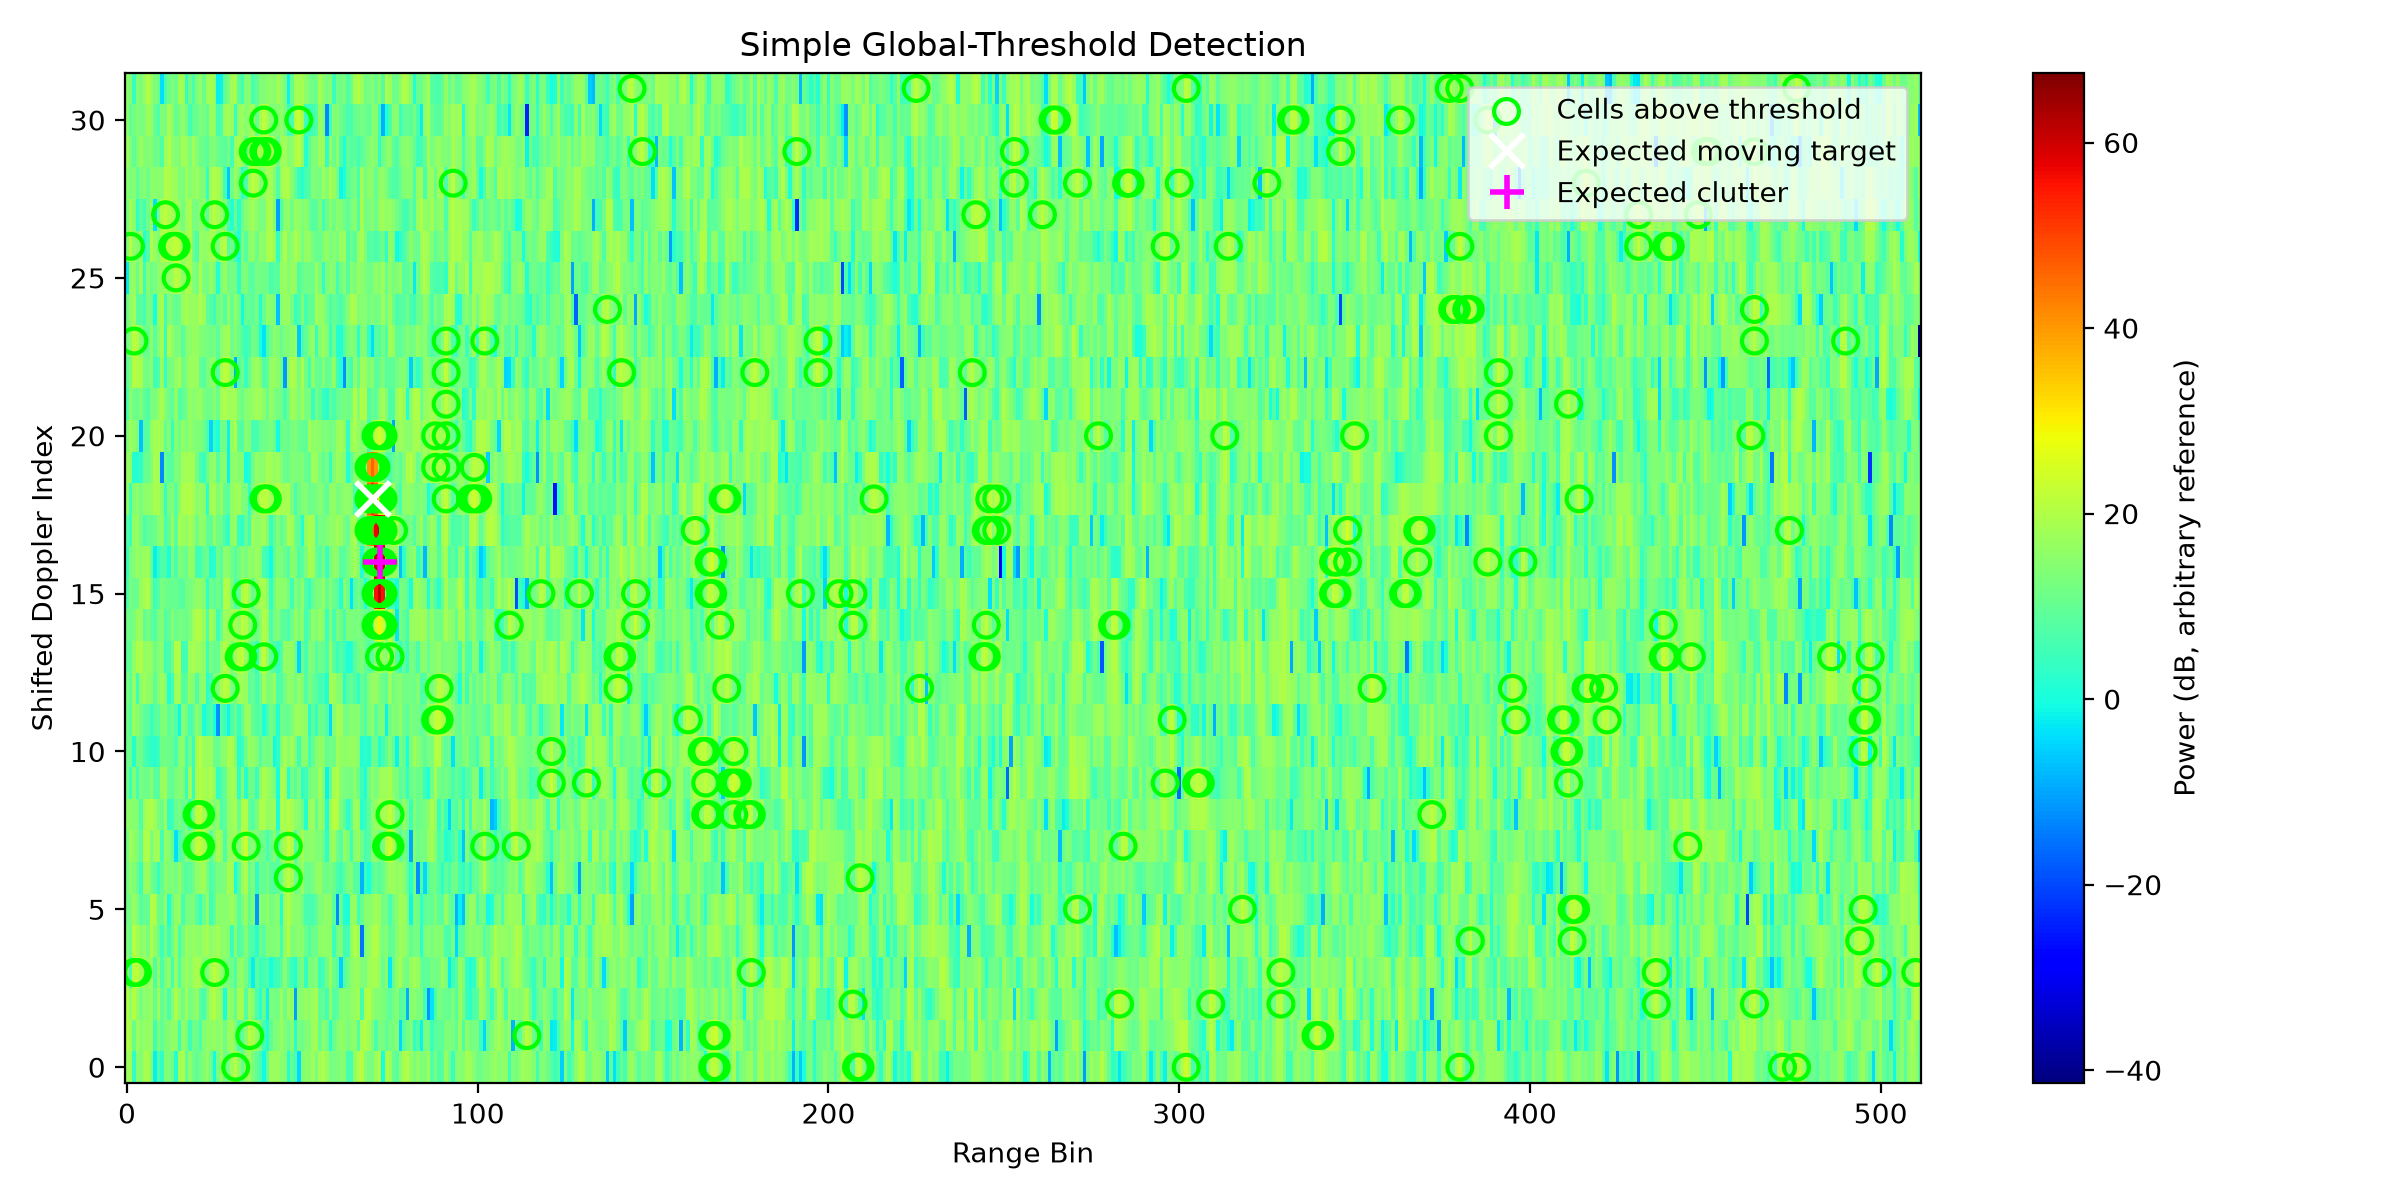 Simple Global-Threshold Detection
Cells above threshold
Expected moving target
Expected clutter
30
25
20
15
10
5
0
Shifted Doppler Index
0 100 200 300 400 500
Range Bin
60
40
20
0
−20
−40
Power (dB, arbitrary reference)